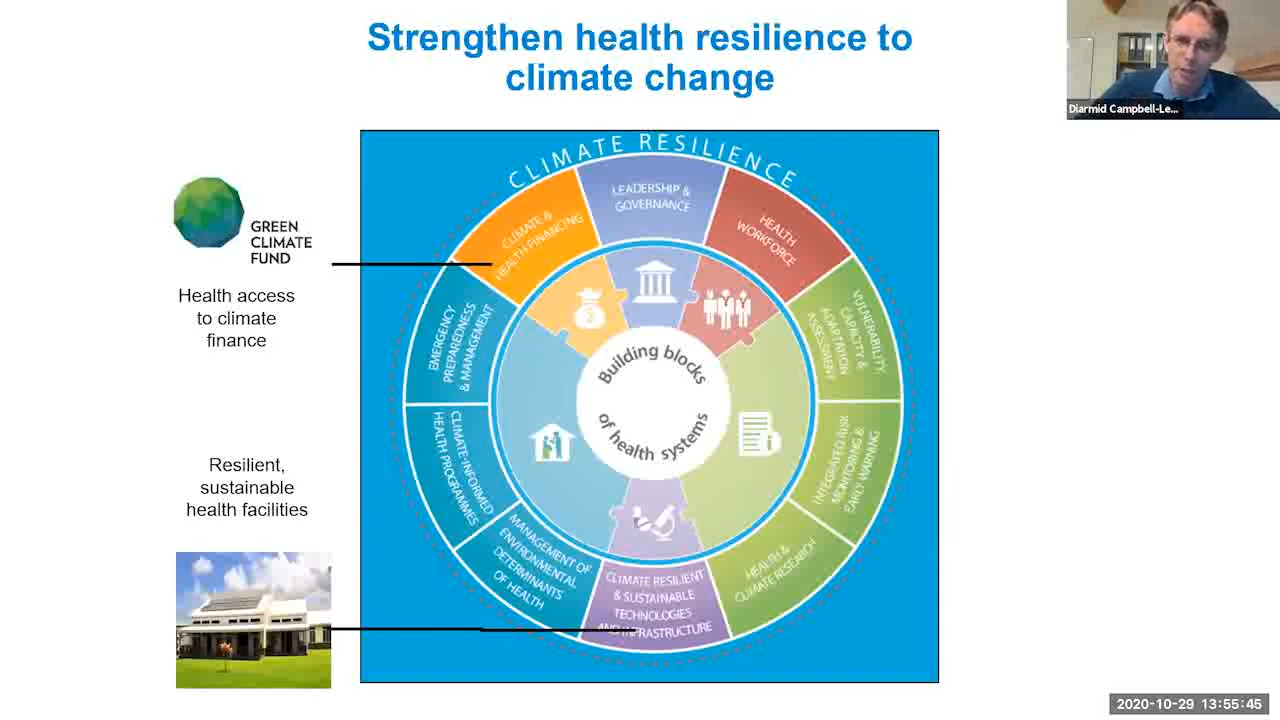 Strengthen health resilience to
climate change
Diarmid Campbell-Le...
GREEN
CLIMATE
FUND
Health access
to climate
finance
Resilient,
sustainable
health facilities
CLIMATE RESILIENCE
LEADERSHIP &
GOVERNANCE
HEALTH
WORKFORCE
VULNERABILITY,
CAPACITY &
ADAPTATION
ASSESSMENT
INTEGRATED RISK
MONITORING &
EARLY WARNING
HEALTH &
CLIMATE RESEARCH
CLIMATE RESILIENT
& SUSTAINABLE
TECHNOLOGIES
AND INFRASTRUCTURE
MANAGEMENT OF
ENVIRONMENTAL
DETERMINANTS
OF HEALTH
CLIMATE-INFORMED
HEALTH PROGRAMMES
EMERGENCY
PREPAREDNESS
& MANAGEMENT
CLIMATE &
HEALTH FINANCING
Building blocks
of health systems
2020-10-29 13:55:45